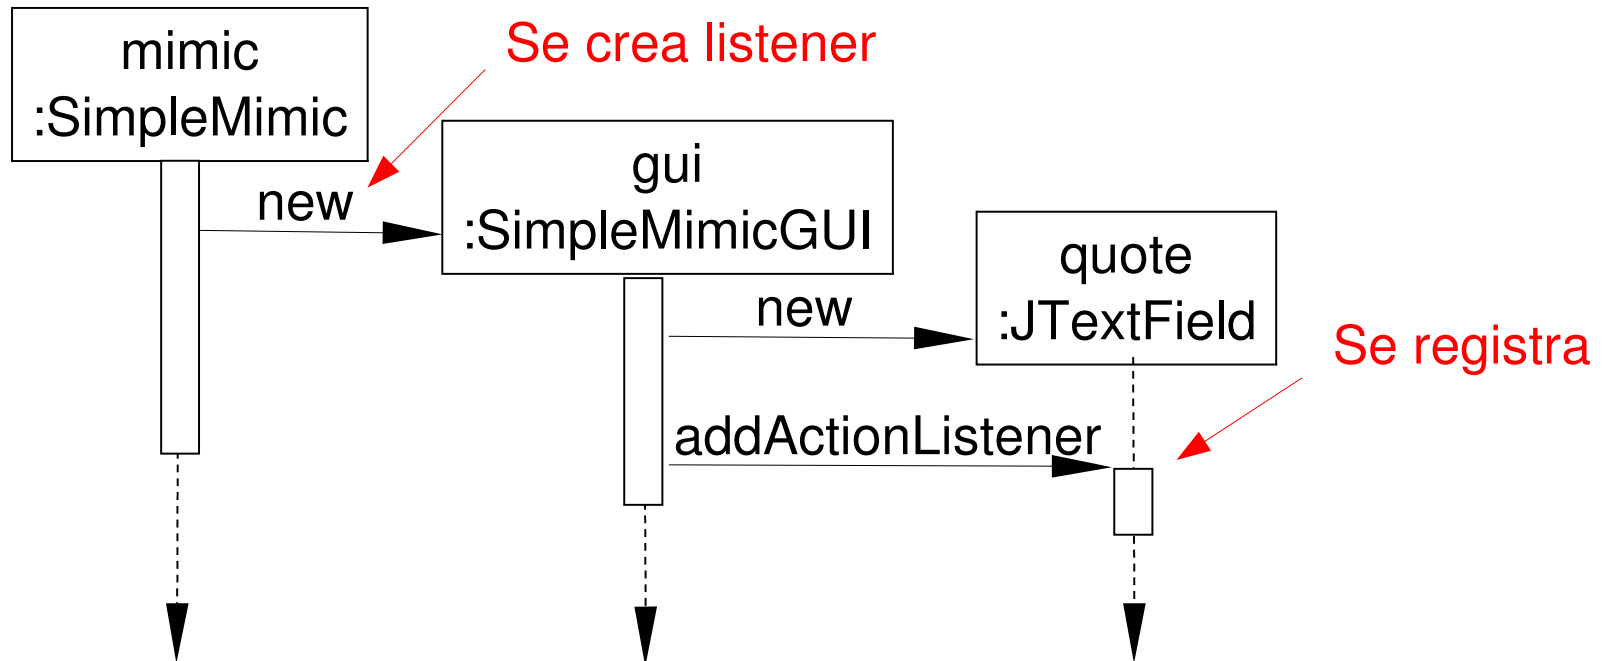 mimic
:SimpleMimic
Se crea listener
new
gui
:SimpleMimicGUI
new
quote
:JTextField
Se registra
addActionListener